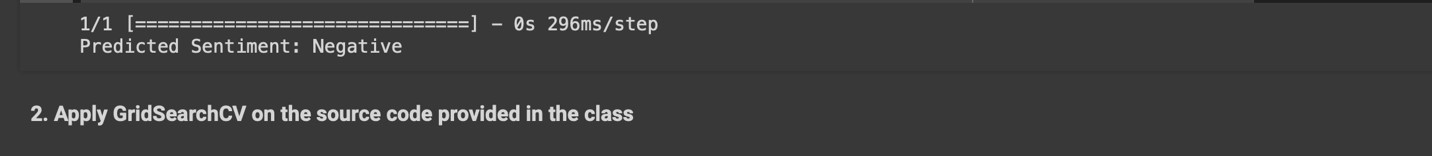 1/1 [==============================] - 0s 296ms/step
Predicted Sentiment: Negative
2. Apply GridSearchCV on the source code provided in the class